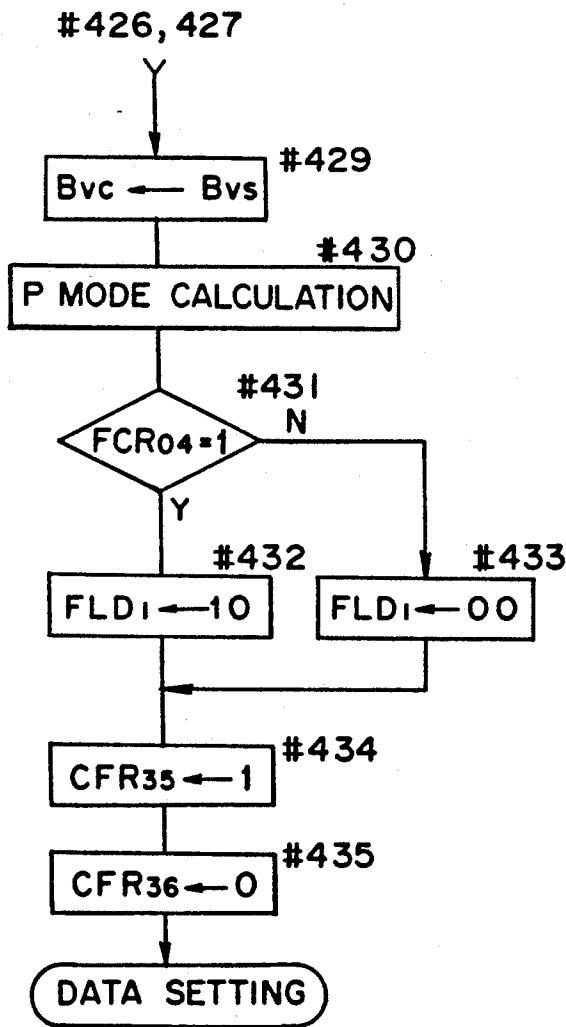 #426, 427
#429
Bvc ← Bvs
#430
P MODE CALCULATION
#431
FCR04=1
N
Y
#432
#433
FLD1←10
FLD1←00
#434
CFR35←1
#435
CFR36←0
DATA SETTING